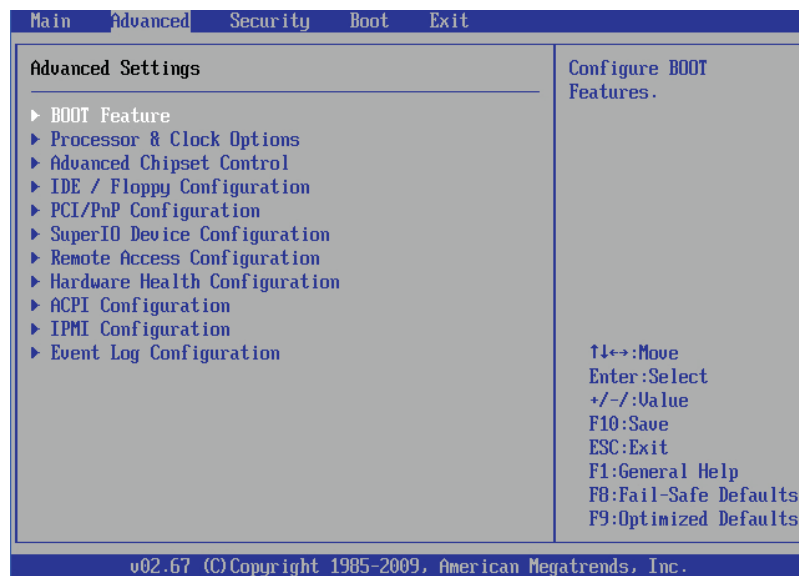 Main Advanced Security Boot Exit
Advanced Settings
BOOT Feature
Processor & Clock Options
Advanced Chipset Control
IDE / Floppy Configuration
PCI/PnP Configuration
SuperIO Device Configuration
Remote Access Configuration
Hardware Health Configuration
ACPI Configuration
IPMI Configuration
Event Log Configuration
Configure BOOT
Features.
↑↓←→:Move
Enter:Select
+/-/:Value
F10:Save
ESC:Exit
F1:General Help
F8:Fail-Safe Defaults
F9:Optimized Defaults
v02.67 (C)Copyright 1985-2009, American Megatrends, Inc.